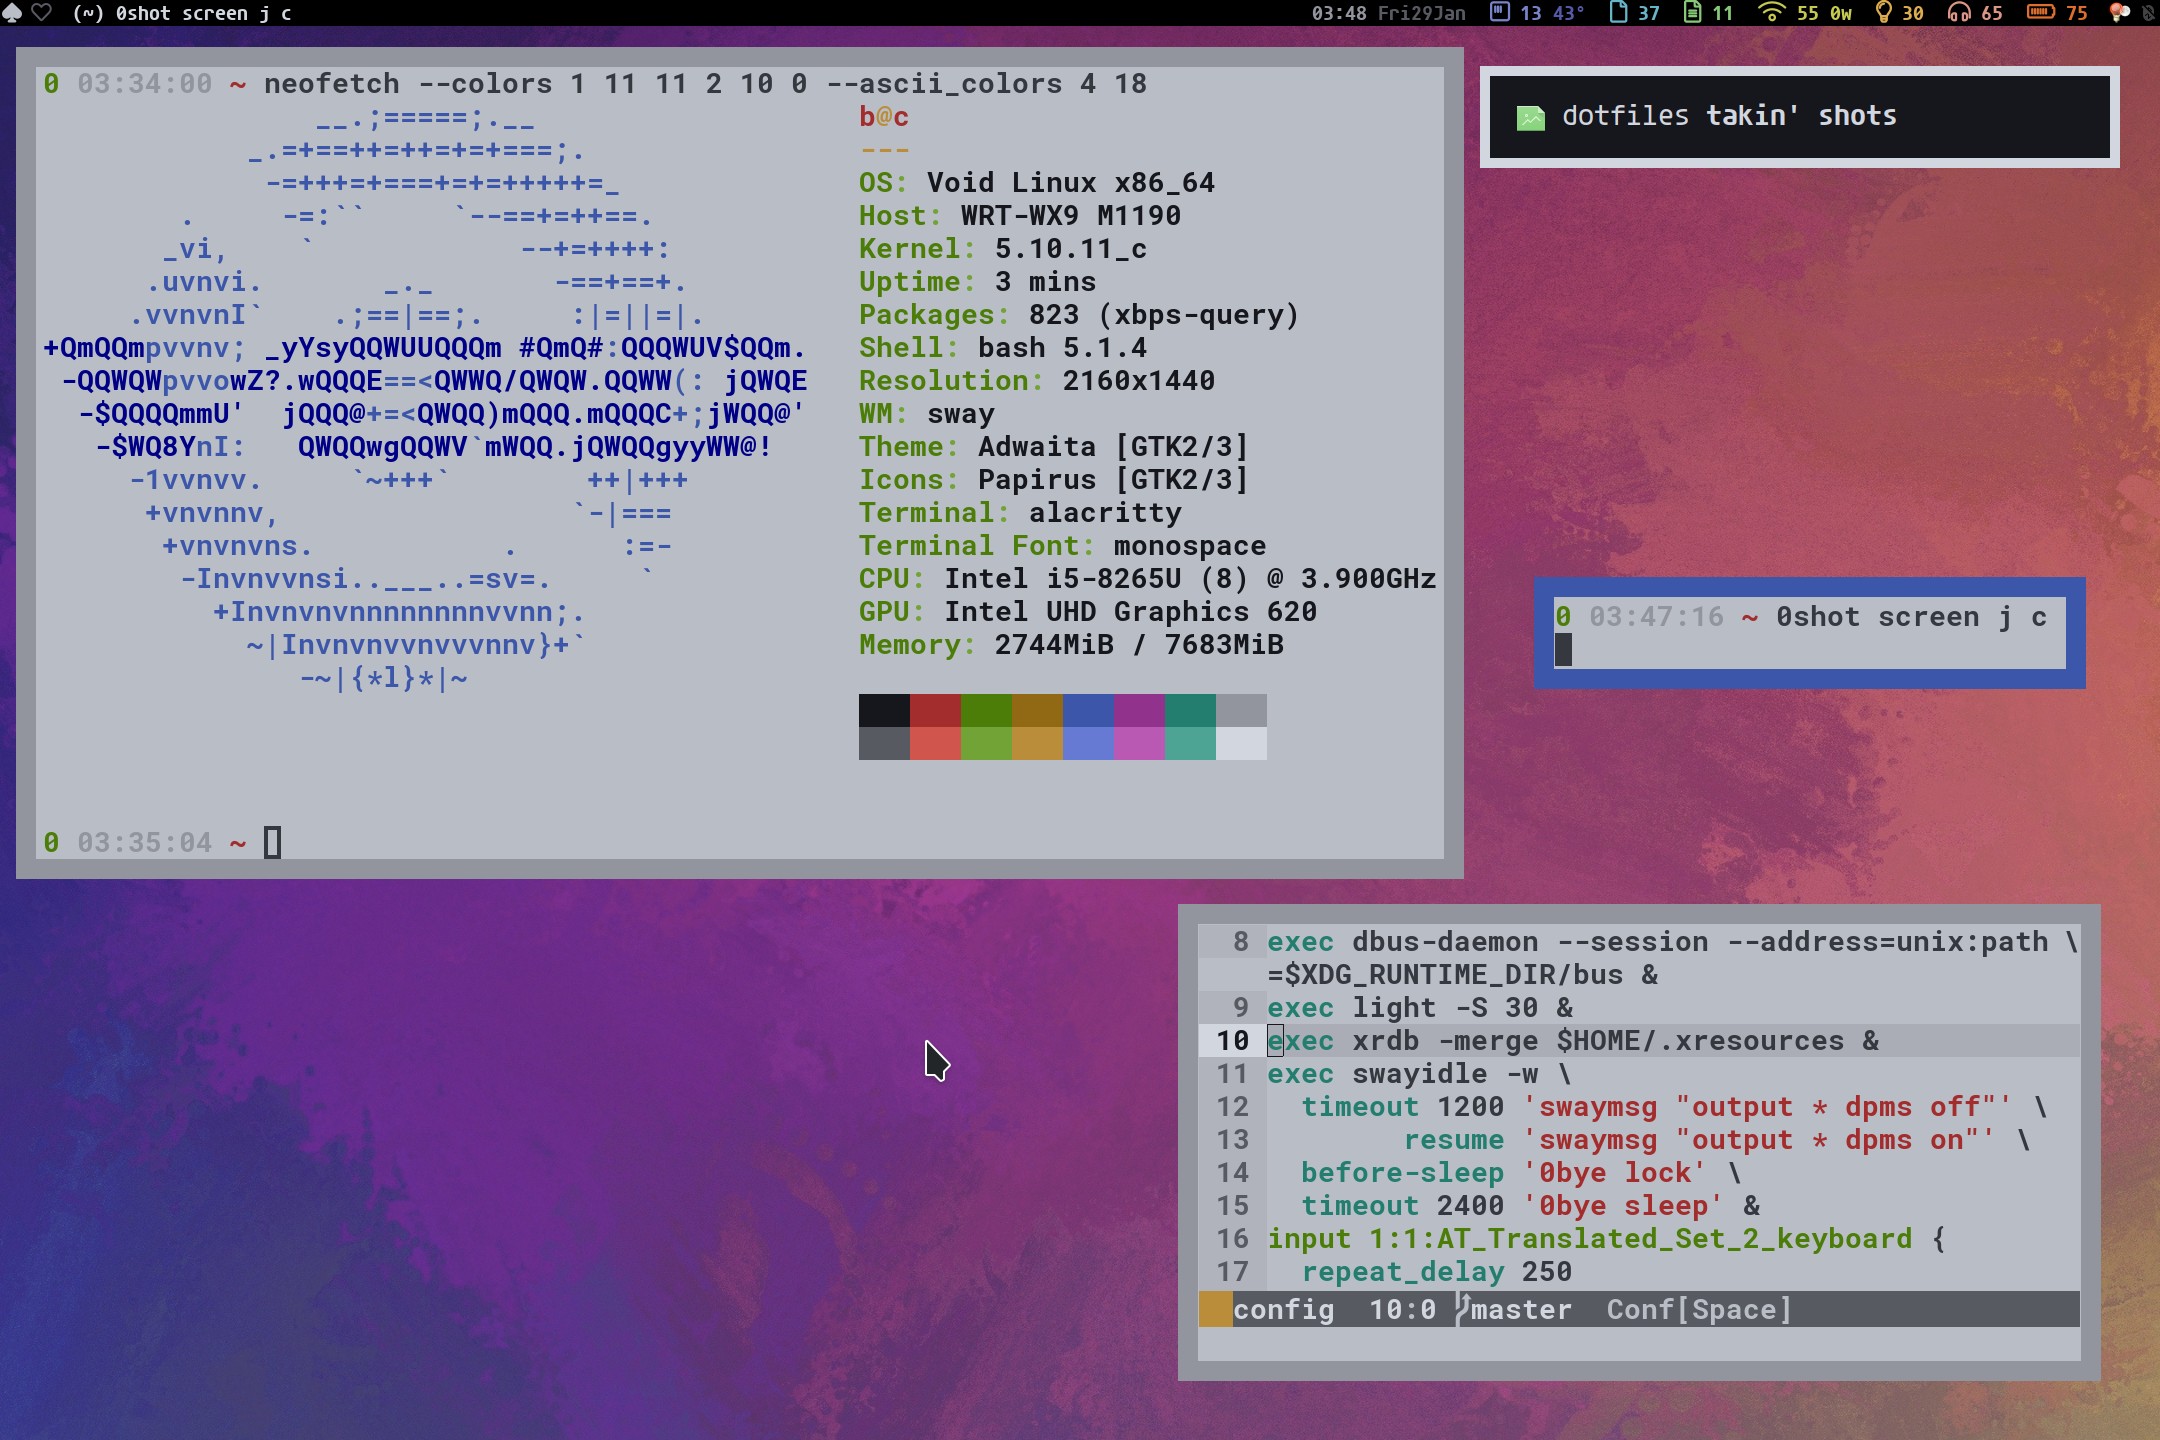 (~) 0shot screen j c
03:48 Fri29Jan 13 43° 37 11 55 0w 30 65 75
0 03:34:00 ~ neofetch --colors 1 11 11 2 10 0 --ascii_colors 4 18
__.;=====;.__
_.=+==++=++=+=+===;.
-=+++=+===+=+=+++++=_
.      -=:``     `--==+=++==.
_vi,     `             --+=++++:
.uvnvi.       _._       -==+==+.
.vvnvnI`    .;==|==;.     :|=||=|.
+QmQQmpvvnv; _yYsyQQWUUQQQm #QmQ#:QQQWUV$QQm.
-QQWQWpvvowZ?.wQQQE==<QWWQ/QWQW.QQWW(: jQWQE
-$QQQQmmU'  jQQQ@+=<QWQQ)mQQQ.mQQQC+;jWQQ@'
-$WQ8YnI:   QWQQwgQQWV`mWQQ.jQWQQgyyWW@!
-1vvnvv.     `~+++`        ++|+++
+vnvnnv,                 `-|===
+vnvnvns.           .      :=-
-Invnvvnsi..___..=sv=.     `
+Invnvnvnnnnnnnnvvnn;.
~|Invnvnvvnvvvnnv}+`
-~|{*l}*|~
b@c
---
OS: Void Linux x86_64
Host: WRT-WX9 M1190
Kernel: 5.10.11_c
Uptime: 3 mins
Packages: 823 (xbps-query)
Shell: bash 5.1.4
Resolution: 2160x1440
WM: sway
Theme: Adwaita [GTK2/3]
Icons: Papirus [GTK2/3]
Terminal: alacritty
Terminal Font: monospace
CPU: Intel i5-8265U (8) @ 3.900GHz
GPU: Intel UHD Graphics 620
Memory: 2744MiB / 7683MiB
0 03:35:04 ~
dotfiles takin' shots
0 03:47:16 ~ 0shot screen j c
8 exec dbus-daemon --session --address=unix:path \
=$XDG_RUNTIME_DIR/bus &
9 exec light -S 30 &
10 exec xrdb -merge $HOME/.xresources &
11 exec swayidle -w \
12   timeout 1200 'swaymsg "output * dpms off"' \
13         resume 'swaymsg "output * dpms on"' \
14   before-sleep '0bye lock' \
15   timeout 2400 '0bye sleep' &
16 input 1:1:AT_Translated_Set_2_keyboard {
17   repeat_delay 250
config  10:0 master  Conf[Space]